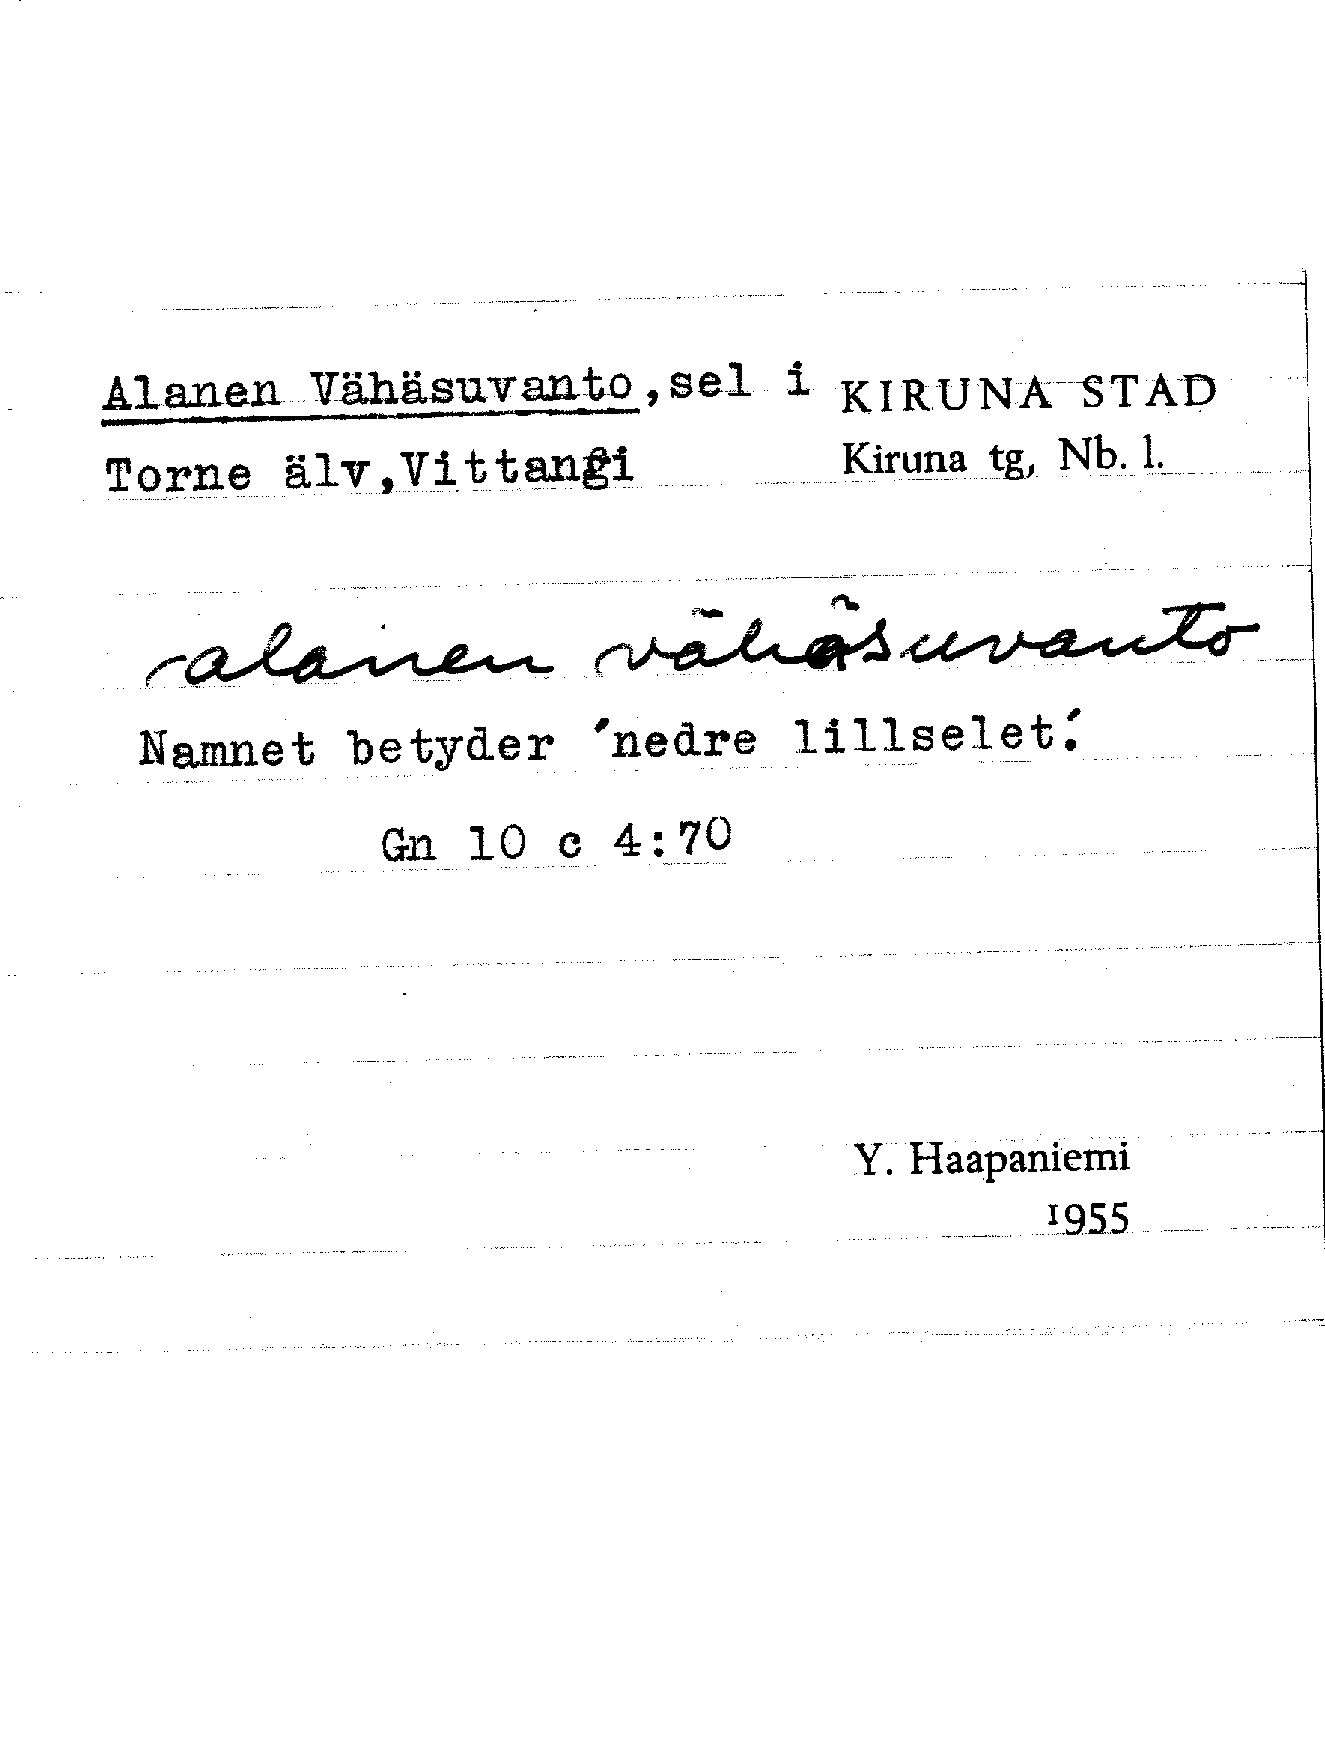 Alanen Vähäsuvanto, sel i
Torne älv, Vittangi
KIRUNA STAD
Kiruna tg, Nb. l.
alanen vähäsuvanto
Namnet betyder 'nedre lillselet'.
Gn 10 c 4:70
Y. Haapaniemi
1955